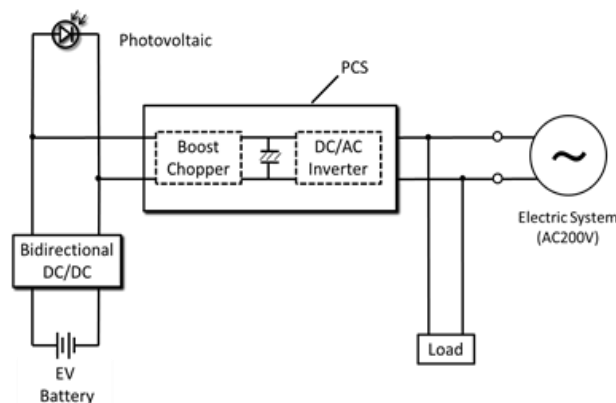 Photovoltaic
PCS
Boost
Chopper
DC/AC
Inverter
~
Electric System
(AC200V)
Bidirectional
DC/DC
Load
EV
Battery